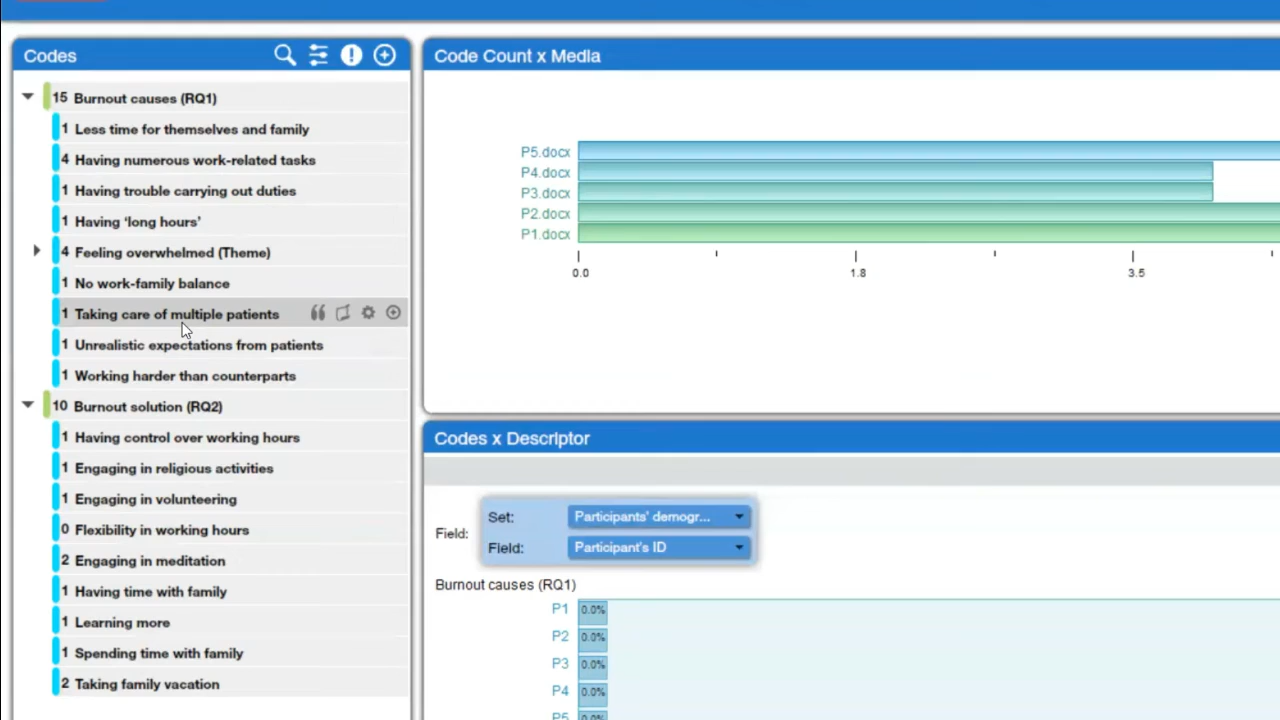 Codes
15 Burnout causes (RQ1)
1 Less time for themselves and family
4 Having numerous work-related tasks
1 Having trouble carrying out duties
1 Having ‘long hours’
4 Feeling overwhelmed (Theme)
1 No work-family balance
1 Taking care of multiple patients
1 Unrealistic expectations from patients
1 Working harder than counterparts
10 Burnout solution (RQ2)
1 Having control over working hours
1 Engaging in religious activities
1 Engaging in volunteering
0 Flexibility in working hours
2 Engaging in meditation
1 Having time with family
1 Learning more
1 Spending time with family
2 Taking family vacation
Code Count x Media
P5.docx
P4.docx
P3.docx
P2.docx
P1.docx
0.0 1.8 3.5
Codes x Descriptor
Field:
Set: Participants' demogr...
Field: Participant's ID
Burnout causes (RQ1)
P1 0.0%
P2 0.0%
P3 0.0%
P4 0.0%
P5 0.0%